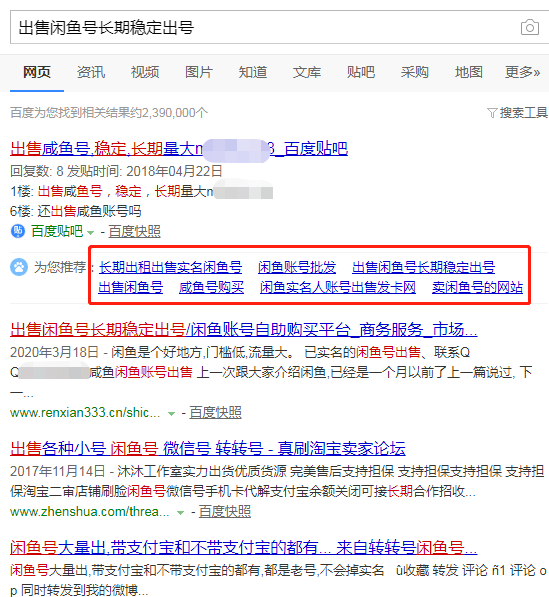 出售闲鱼号长期稳定出号
网页 资讯 视频 图片 知道 文库 贴吧 采购 地图 更多»
百度为您找到相关结果约2,390,000个 搜索工具
出售咸鱼号,稳定,长期量大 3_百度贴吧
回复数: 8 发贴时间: 2018年04月22日
1楼: 出售咸鱼号，稳定，长期量大m
6楼: 还出售咸鱼账号吗
贴 百度贴吧 - 百度快照
为您推荐: 长期出租出售实名闲鱼号 闲鱼账号批发 出售闲鱼号长期稳定出号
出售闲鱼号 咸鱼号购买 闲鱼实名人账号出售发卡网 卖闲鱼号的网站
出售闲鱼号长期稳定出号/闲鱼账号自助购买平台_商务服务_市场...
2020年3月18日 - 闲鱼是个好地方,门槛低,流量大。 已实名的闲鱼号出售、联系Q
Q 咸鱼闲鱼账号出售 上一次跟大家介绍闲鱼,已经是一个月以前了上一篇说过, 下
一...
www.renxian333.cn/shic... - 百度快照
出售各种小号 闲鱼号 微信号 转转号 - 真刷淘宝卖家论坛
2017年11月14日 - 沐沐工作室实力出货优质货源 完美售后支持担保 支持担保支持担保 支持担
保淘宝二审店铺刷脸闲鱼号微信号手机卡代解支付宝余额关闭可接长期合作招收...
www.zhenshua.com/threa... - 百度快照
闲鱼号大量出,带支付宝和不带支付宝的都有... 来自转转号闲鱼号...
闲鱼号大量出,带支付宝和不带支付宝的都有,都是老号,不会掉实名 ù收藏 转发 评论 ñ1 评论 o
p 同时转发到我的微博...